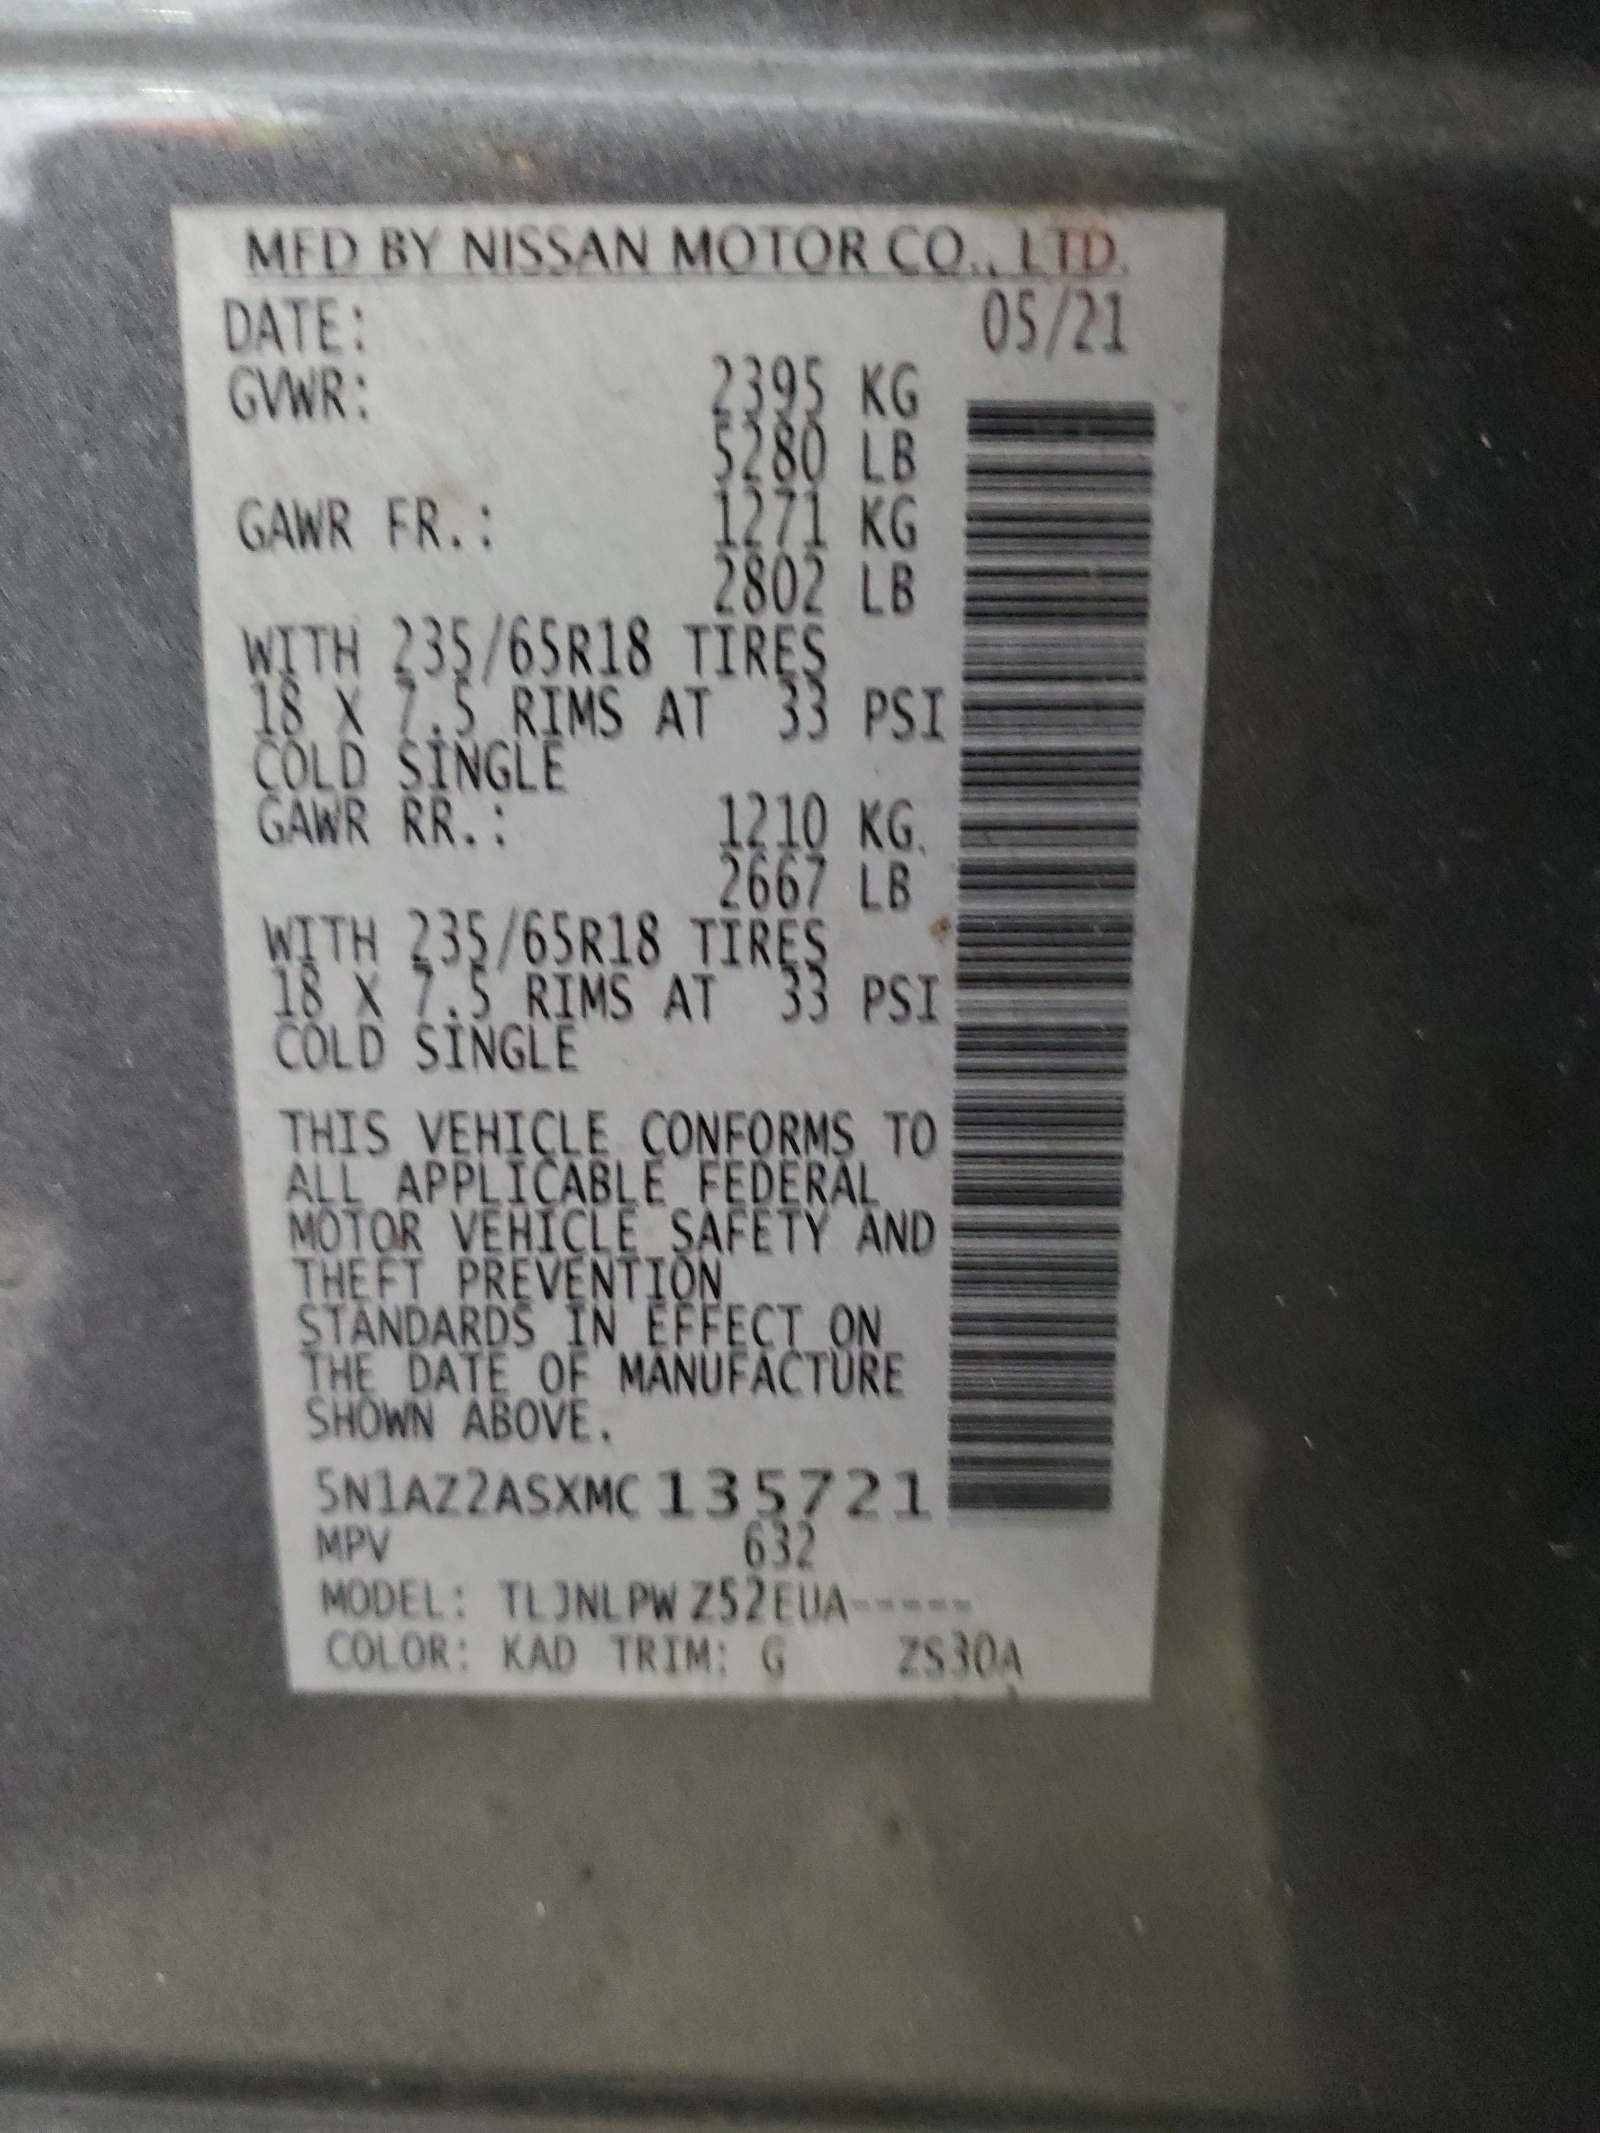 MFD BY NISSAN MOTOR CO., LTD.
DATE: 05/21
GVWR: 2395 KG
5280 LB
GAWR FR.: 1271 KG
2802 LB
WITH 235/65R18 TIRES
18 X 7.5 RIMS AT 33 PSI
COLD SINGLE
GAWR RR.: 1210 KG
2667 LB
WITH 235/65R18 TIRES
18 X 7.5 RIMS AT 33 PSI
COLD SINGLE
THIS VEHICLE CONFORMS TO
ALL APPLICABLE FEDERAL
MOTOR VEHICLE SAFETY AND
THEFT PREVENTION
STANDARDS IN EFFECT ON
THE DATE OF MANUFACTURE
SHOWN ABOVE.
5N1AZ2ASXMC135721
MPV 632
MODEL: TLJNLPW Z52EUA-----
COLOR: KAD TRIM: G ZS30A